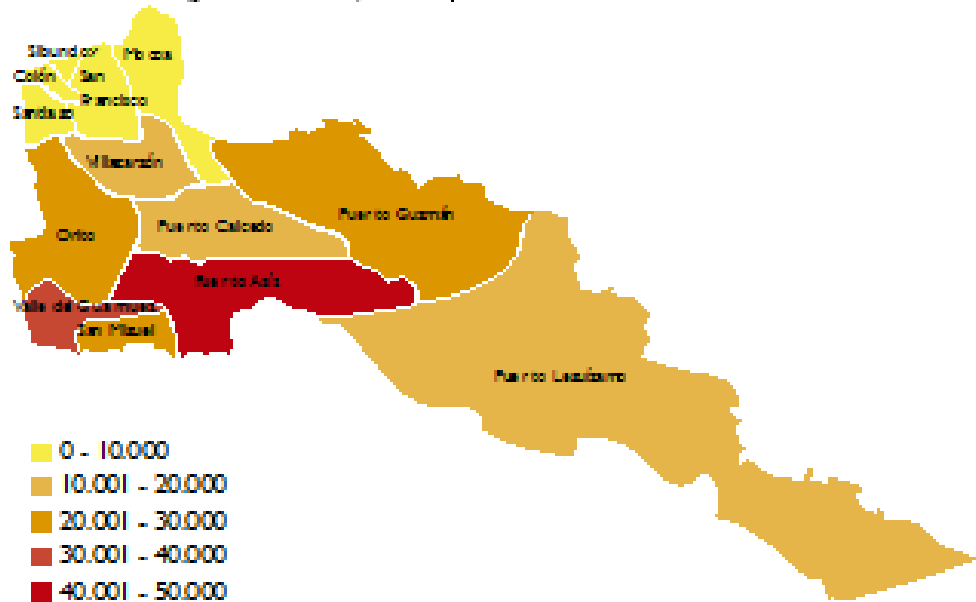 Sibundoy
Mocoa
Colón
San
Francisco
Santiago
Villagarzón
Puerto Guzmán
Puerto Caicedo
Orito
Puerto Asís
Valle del Guamuez
San Miguel
Puerto Leguízamo
0 - 10.000
10.001 - 20.000
20.001 - 30.000
30.001 - 40.000
40.001 - 50.000